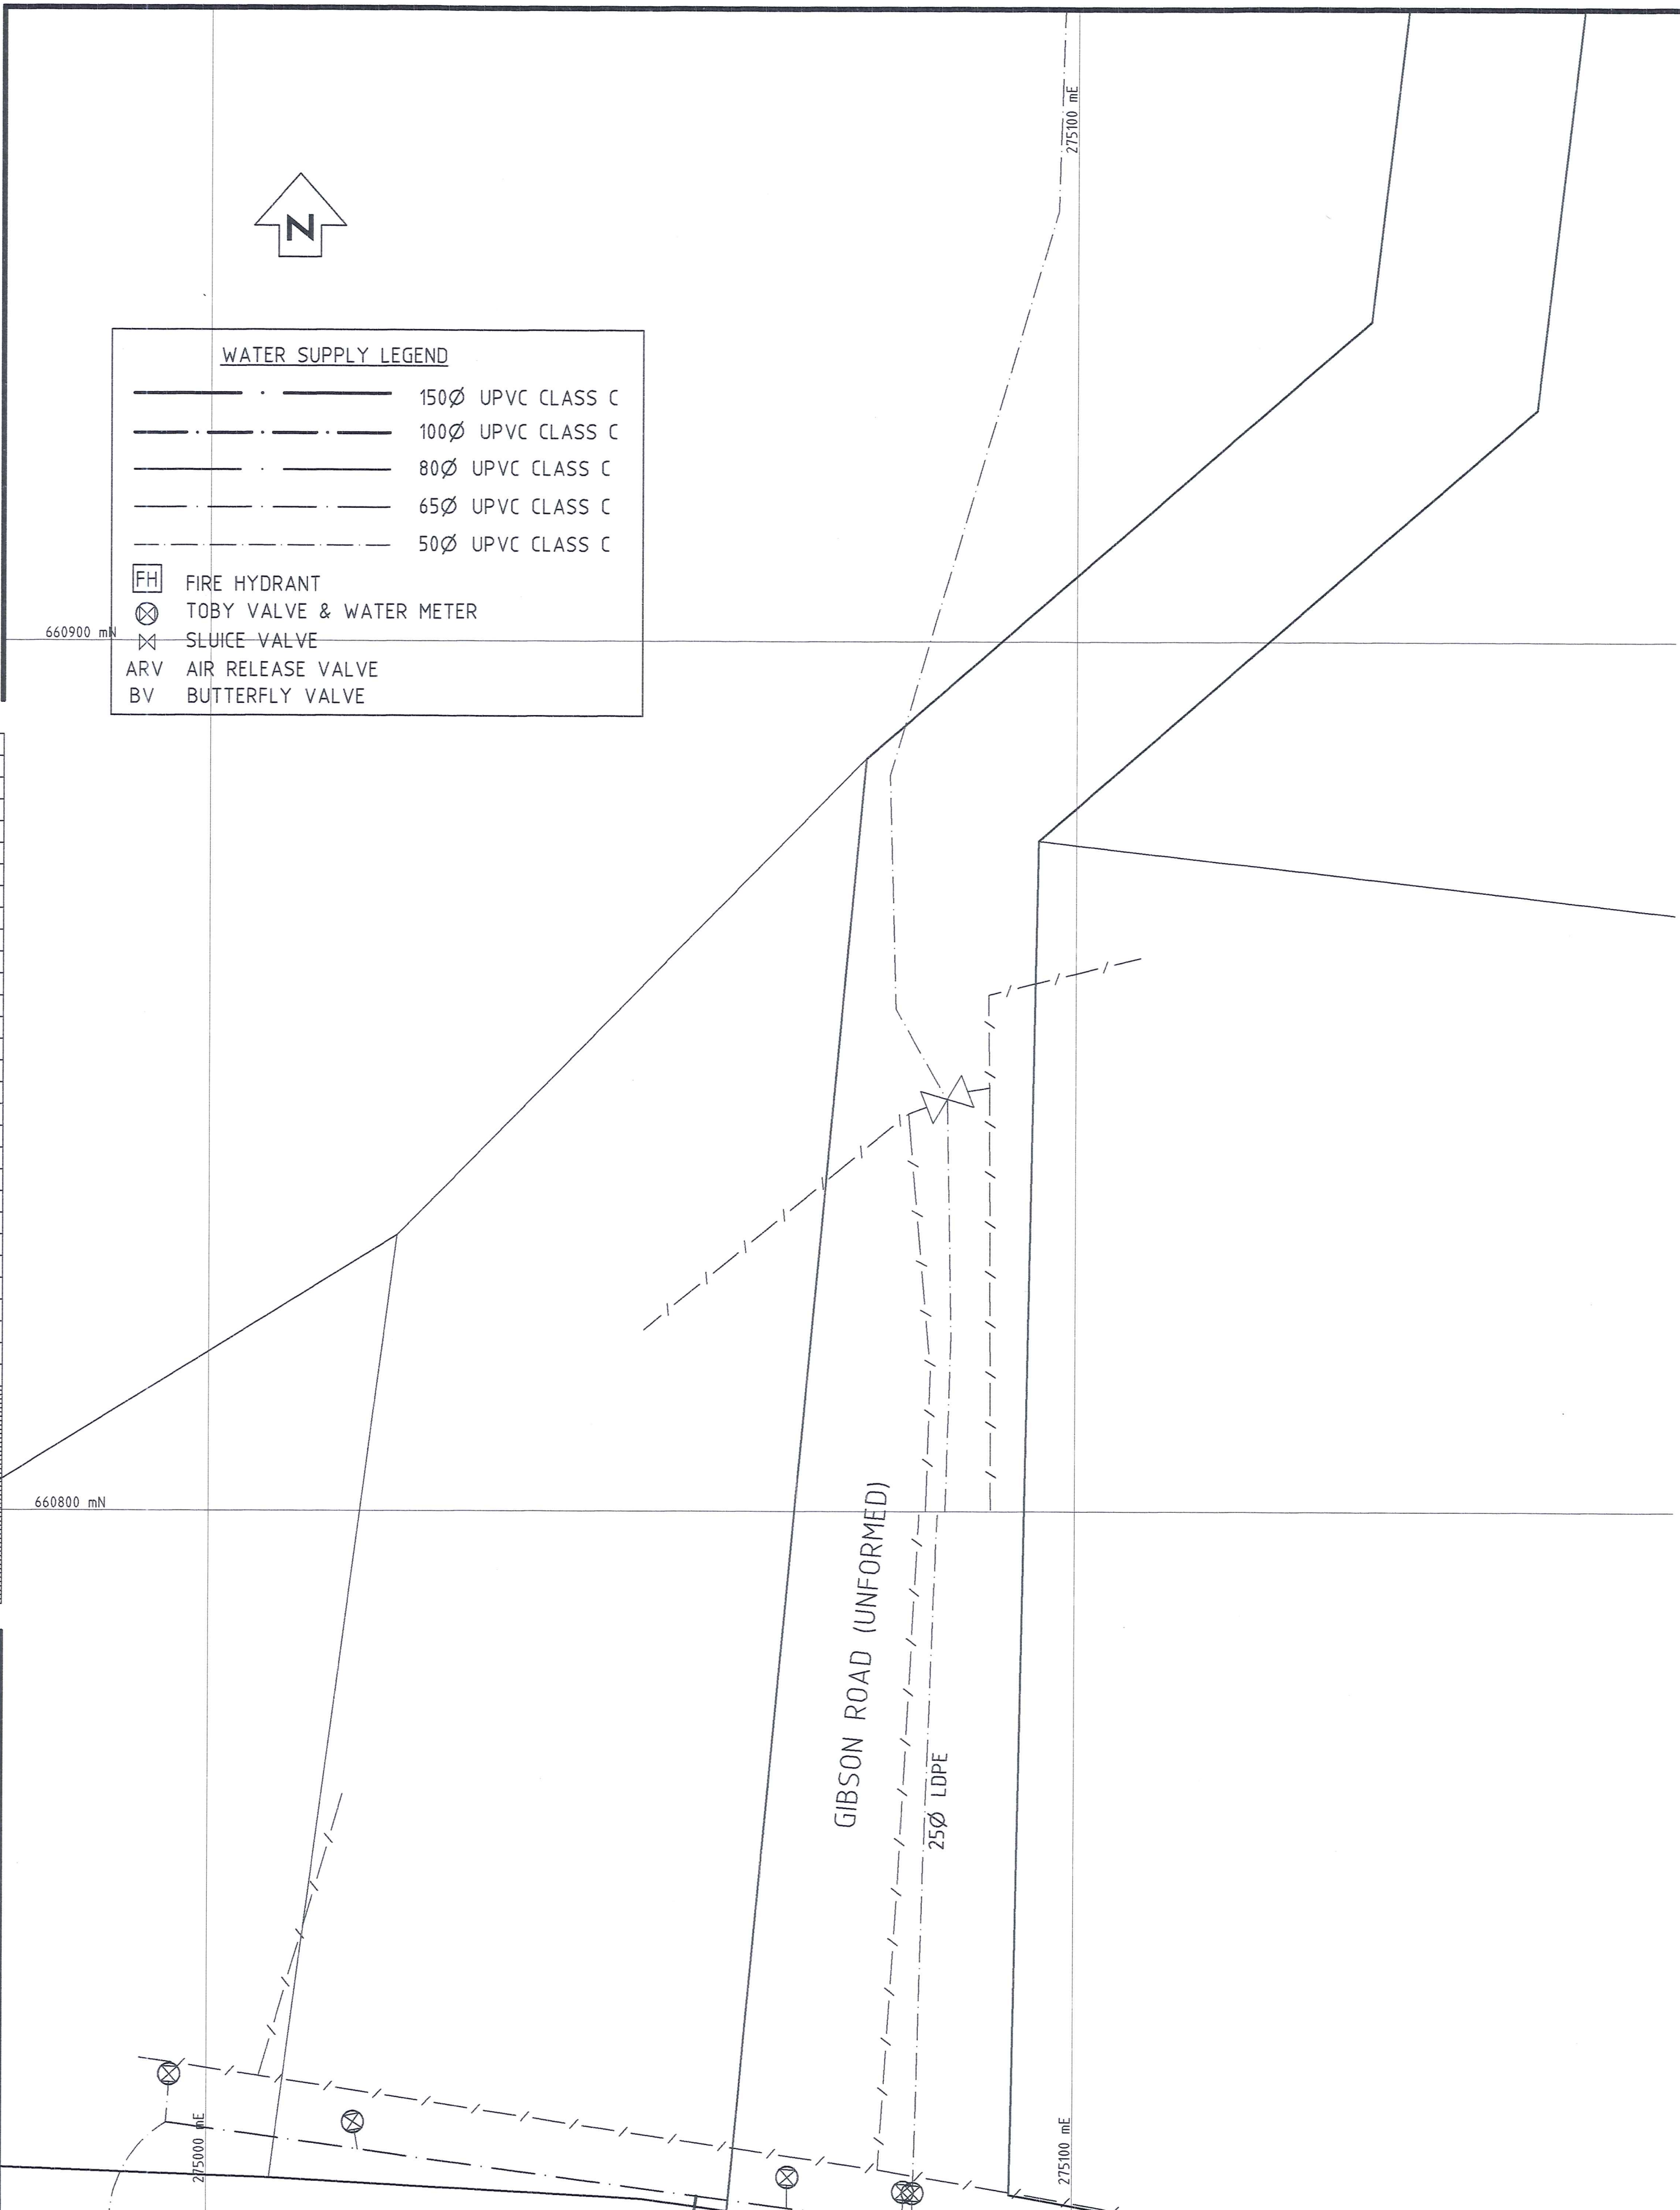 275100 mE
N
WATER SUPPLY LEGEND
150Ø UPVC CLASS C
100Ø UPVC CLASS C
80Ø UPVC CLASS C
65Ø UPVC CLASS C
50Ø UPVC CLASS C
FH FIRE HYDRANT
TOBY VALVE & WATER METER
660900 mN
SLUICE VALVE
ARV AIR RELEASE VALVE
BV BUTTERFLY VALVE
660800 mN
GIBSON ROAD (UNFORMED)
25Ø LDPE
275000 mE
275100 mE